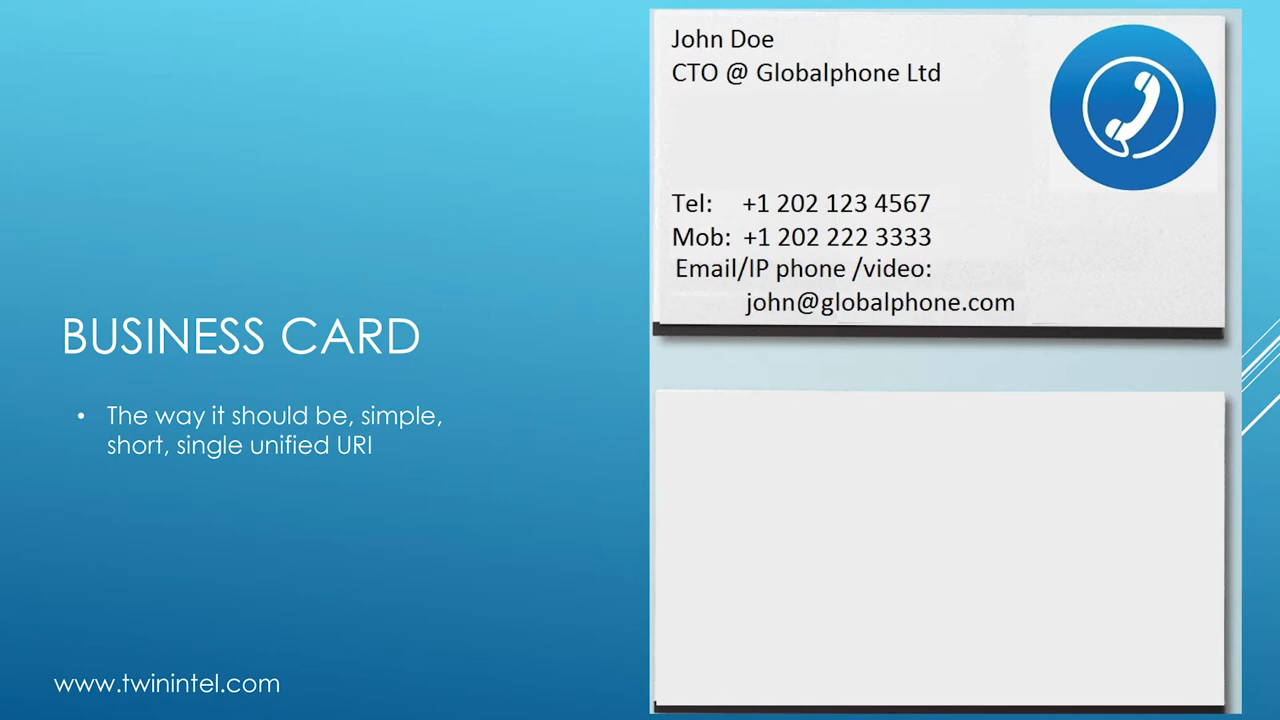 BUSINESS CARD
• The way it should be, simple,
short, single unified URI
www.twinintel.com
John Doe
CTO @ Globalphone Ltd
Tel: +1 202 123 4567
Mob: +1 202 222 3333
Email/IP phone /video:
john@globalphone.com